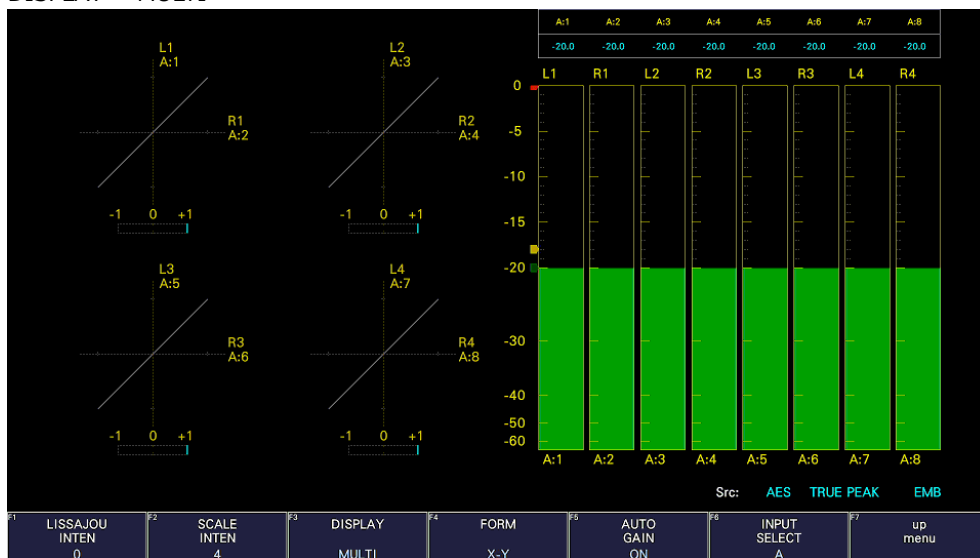 DISPLAY = MULTI
A:1 A:2 A:3 A:4 A:5 A:6 A:7 A:8
-20.0 -20.0 -20.0 -20.0 -20.0 -20.0 -20.0 -20.0
L1
A:1
R1
A:2
-1 0 +1
L2
A:3
R2
A:4
-1 0 +1
L3
A:5
R3
A:6
-1 0 +1
L4
A:7
R4
A:8
-1 0 +1
L1 R1 L2 R2 L3 R3 L4 R4
0
-5
-10
-15
-20
-30
-40
-50
-60
A:1 A:2 A:3 A:4 A:5 A:6 A:7 A:8
Src: AES TRUE PEAK EMB
F1 LISSAJOU INTEN 0
F2 SCALE INTEN 4
F3 DISPLAY MULTI
F4 FORM X-Y
F5 AUTO GAIN ON
F6 INPUT SELECT A
F7 up menu